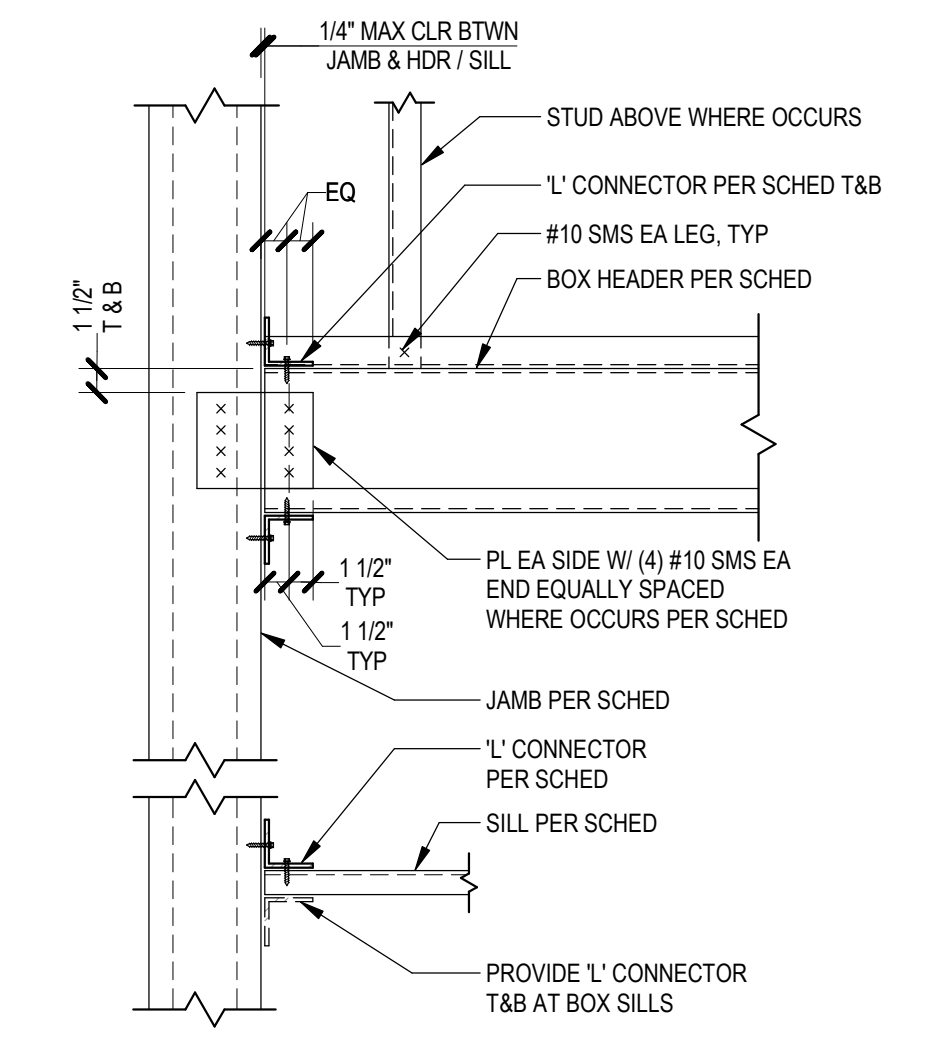 1/4" MAX CLR BTWN
JAMB & HDR / SILL
STUD ABOVE WHERE OCCURS
'L' CONNECTOR PER SCHED T&B
EQ
#10 SMS EA LEG, TYP
BOX HEADER PER SCHED
1 1/2"
T & B
PL EA SIDE W/ (4) #10 SMS EA
END EQUALLY SPACED
WHERE OCCURS PER SCHED
1 1/2"
TYP
1 1/2"
TYP
JAMB PER SCHED
'L' CONNECTOR
PER SCHED
SILL PER SCHED
PROVIDE 'L' CONNECTOR
T&B AT BOX SILLS